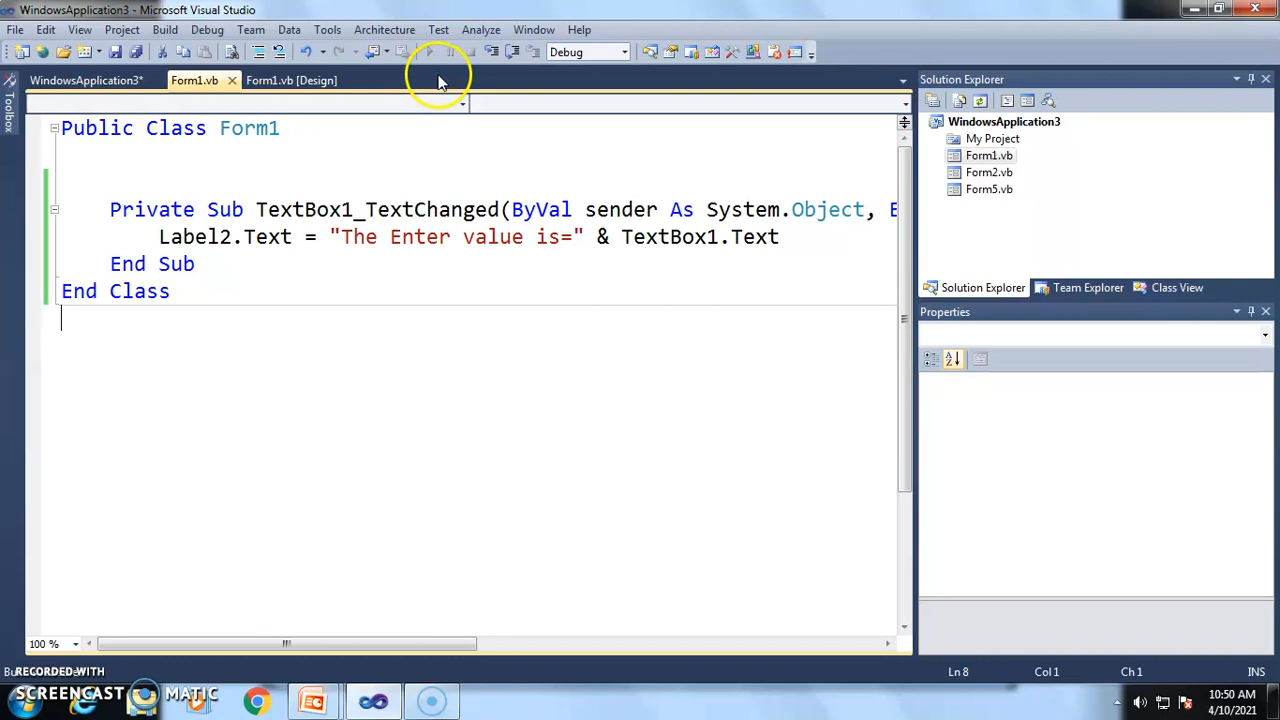 WindowsApplication3 - Microsoft Visual Studio
File Edit View Project Build Debug Team Data Tools Architecture Test Analyze Window Help
Debug
WindowsApplication3* Form1.vb Form1.vb [Design]
Public Class Form1
Private Sub TextBox1_TextChanged(ByVal sender As System.Object,
Label2.Text = "The Enter value is=" & TextBox1.Text
End Sub
End Class
Toolbox
Solution Explorer
WindowsApplication3
My Project
Form1.vb
Form2.vb
Form5.vb
Solution Explorer Team Explorer Class View
Properties
100 %
Ln 8 Col 1 Ch 1 INS
RECORDED WITH
SCREENCAST MATIC
10:50 AM
4/10/2021